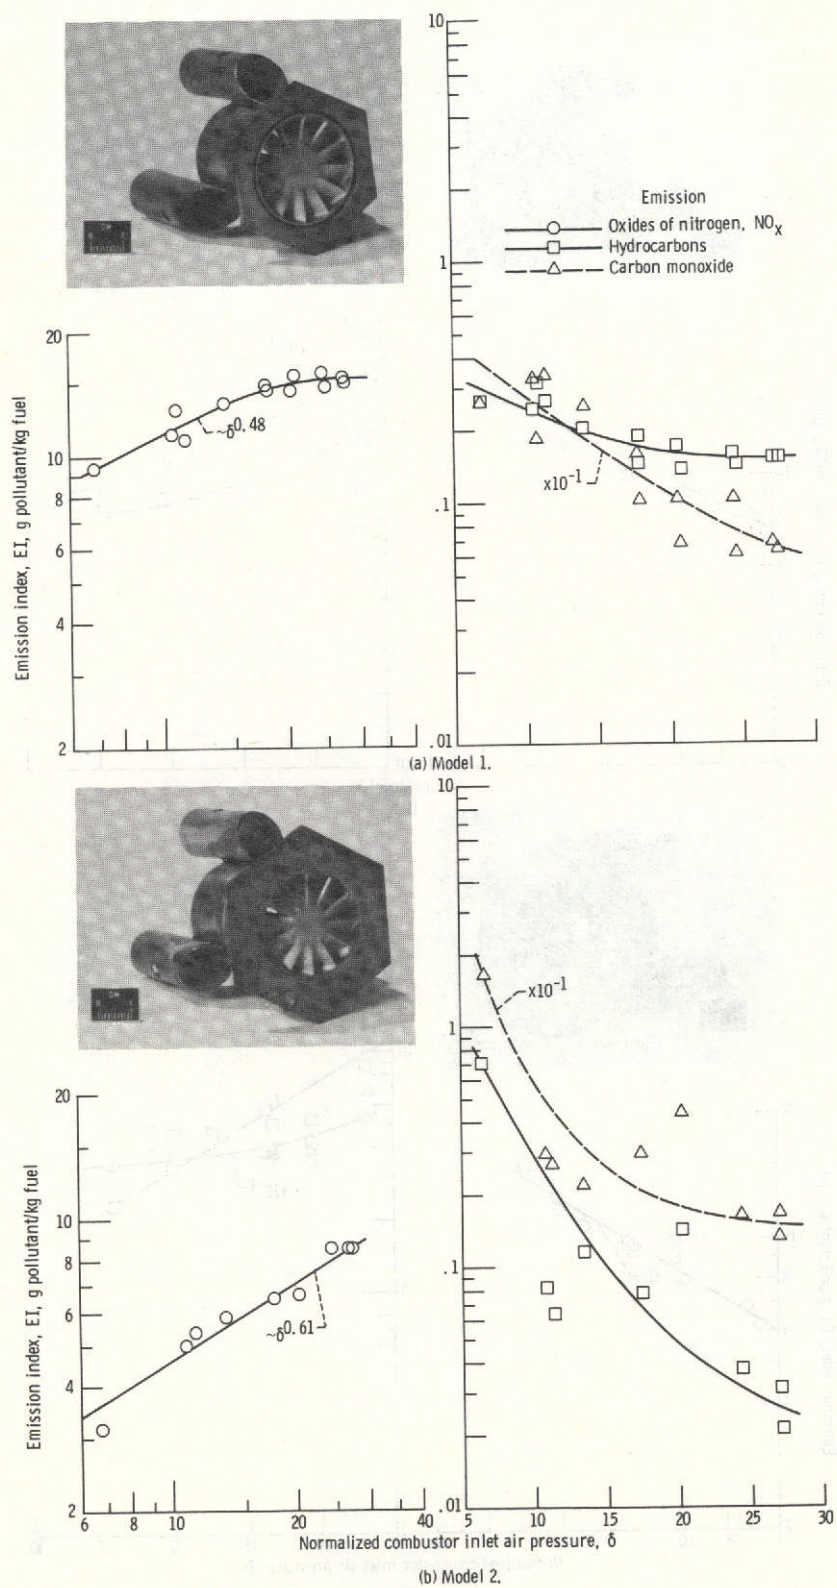 10
1
.1
.01
Emission
Oxides of nitrogen, NOx
Hydrocarbons
Carbon monoxide
x10-1
20
10
8
6
4
2
Emission index, EI, g pollutant/kg fuel
~δ0.48
(a) Model 1.
10
1
.1
.01
x10-1
20
10
8
6
4
2
Emission index, EI, g pollutant/kg fuel
~δ0.61
6 8 10 20 40 5 10 15 20 25 30
Normalized combustor inlet air pressure, δ
(b) Model 2.